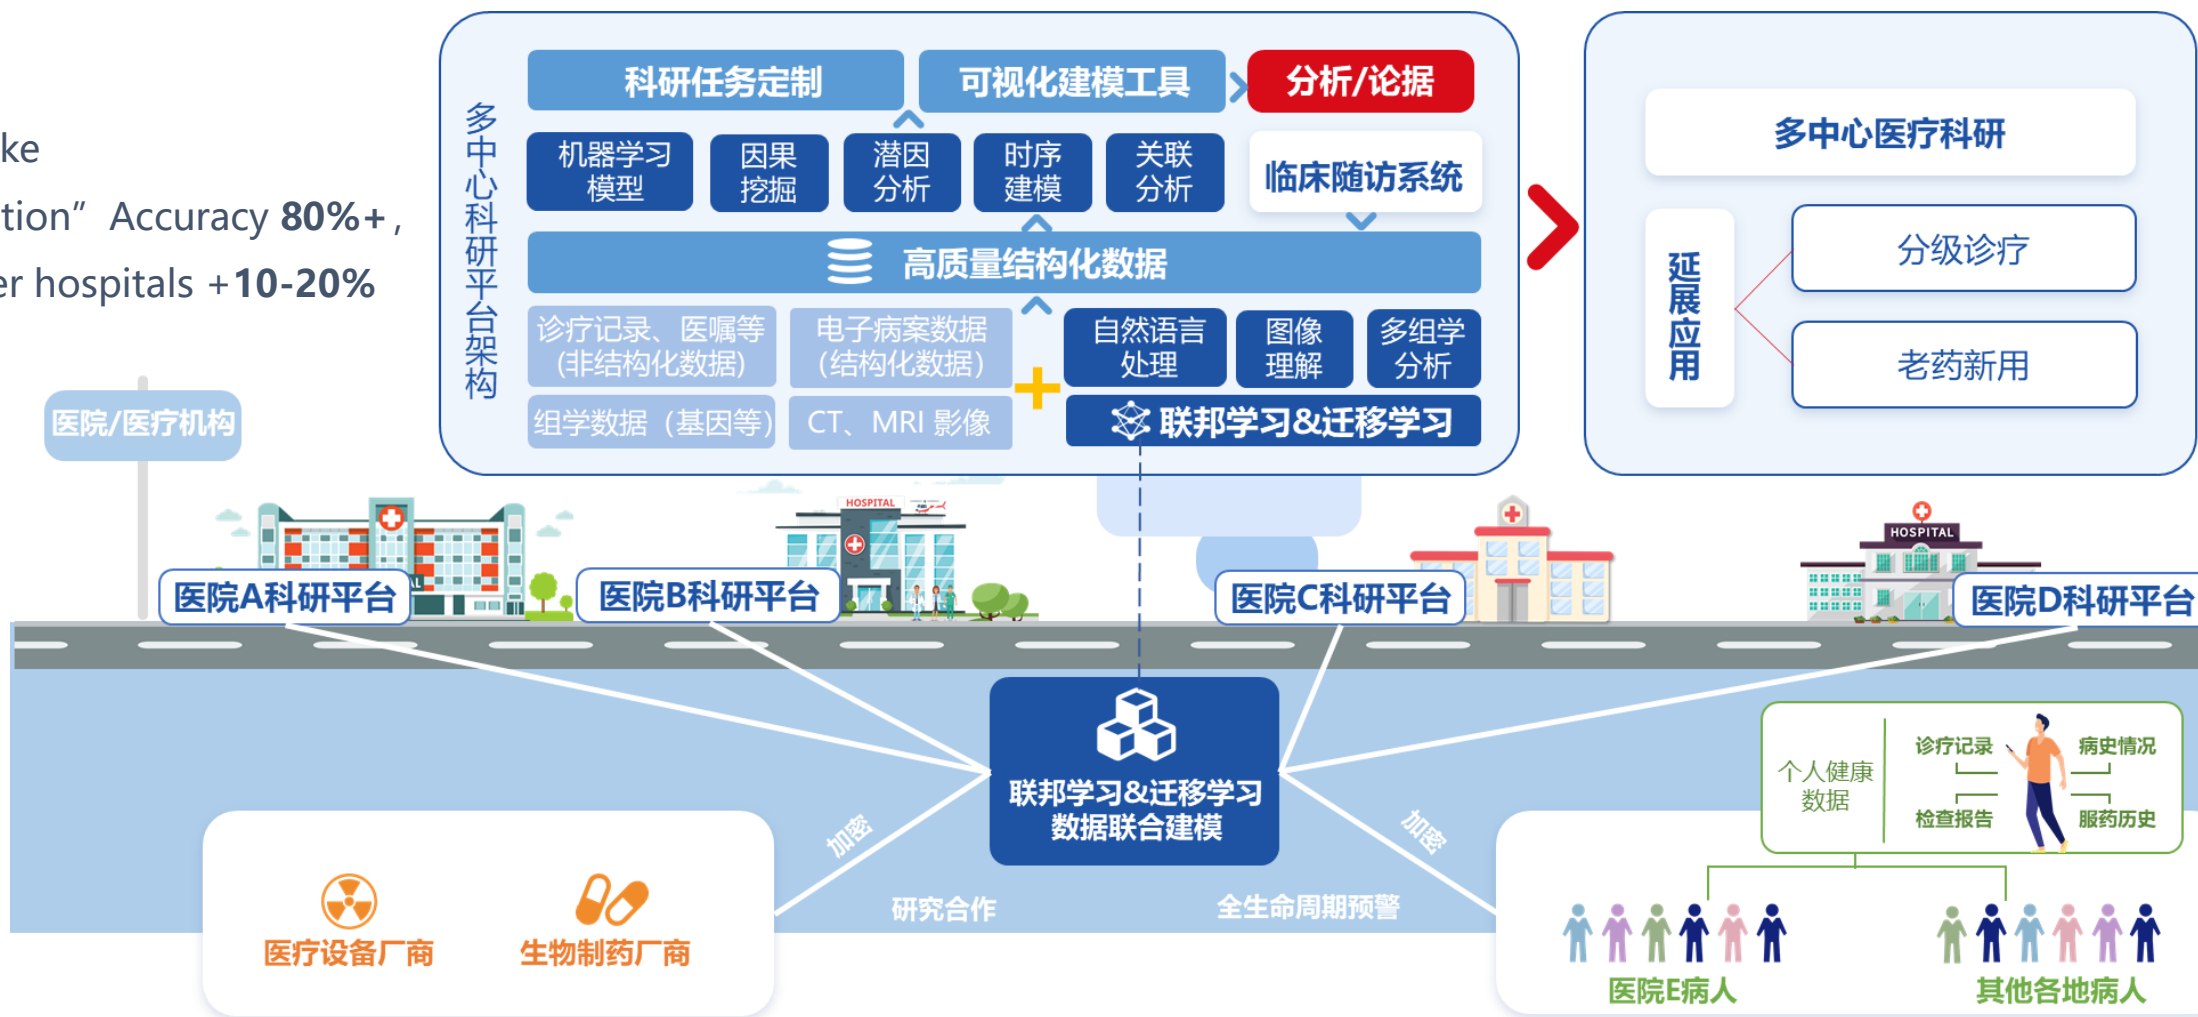 ke
tion” Accuracy 80%+ ,
er hospitals +10-20%
多中心科研平台架构
科研任务定制
可视化建模工具
分析/论据
机器学习
模型
因果
挖掘
潜因
分析
时序
建模
关联
分析
临床随访系统
高质量结构化数据
诊疗记录、医嘱等
(非结构化数据)
电子病案数据
(结构化数据)
自然语言
处理
图像
理解
多组学
分析
组学数据（基因等)
CT、MRI 影像
联邦学习&迁移学习
多中心医疗科研
延展应用
分级诊疗
老药新用
医院/医疗机构
HOSPITAL
HOSPITAL
医院A科研平台
医院B科研平台
医院C科研平台
医院D科研平台
联邦学习&迁移学习
数据联合建模
加密
加密
研究合作
全生命周期预警
医疗设备厂商
生物制药厂商
个人健康
数据
诊疗记录
病史情况
检查报告
服药历史
医院E病人
其他各地病人